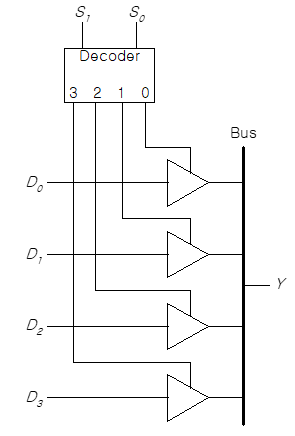 S₁ S₀
Decoder
3 2 1 0
Bus
D₀
D₁
Y
D₂
D₃